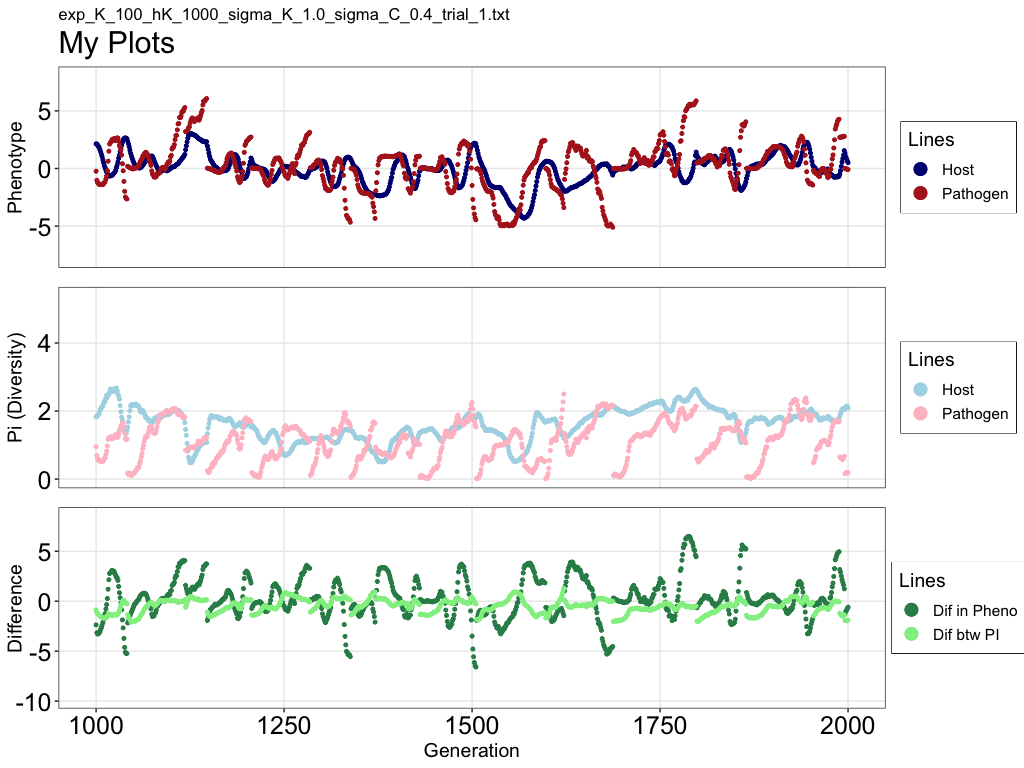 exp_K_100_hK_1000_sigma_K_1.0_sigma_C_0.4_trial_1.txt
My Plots
Phenotype
5
0
-5
Lines
Host
Pathogen
Pi (Diversity)
4
2
0
Lines
Host
Pathogen
Difference
5
0
-5
-10
Lines
Dif in Pheno
Dif btw PI
1000 1250 1500 1750 2000
Generation